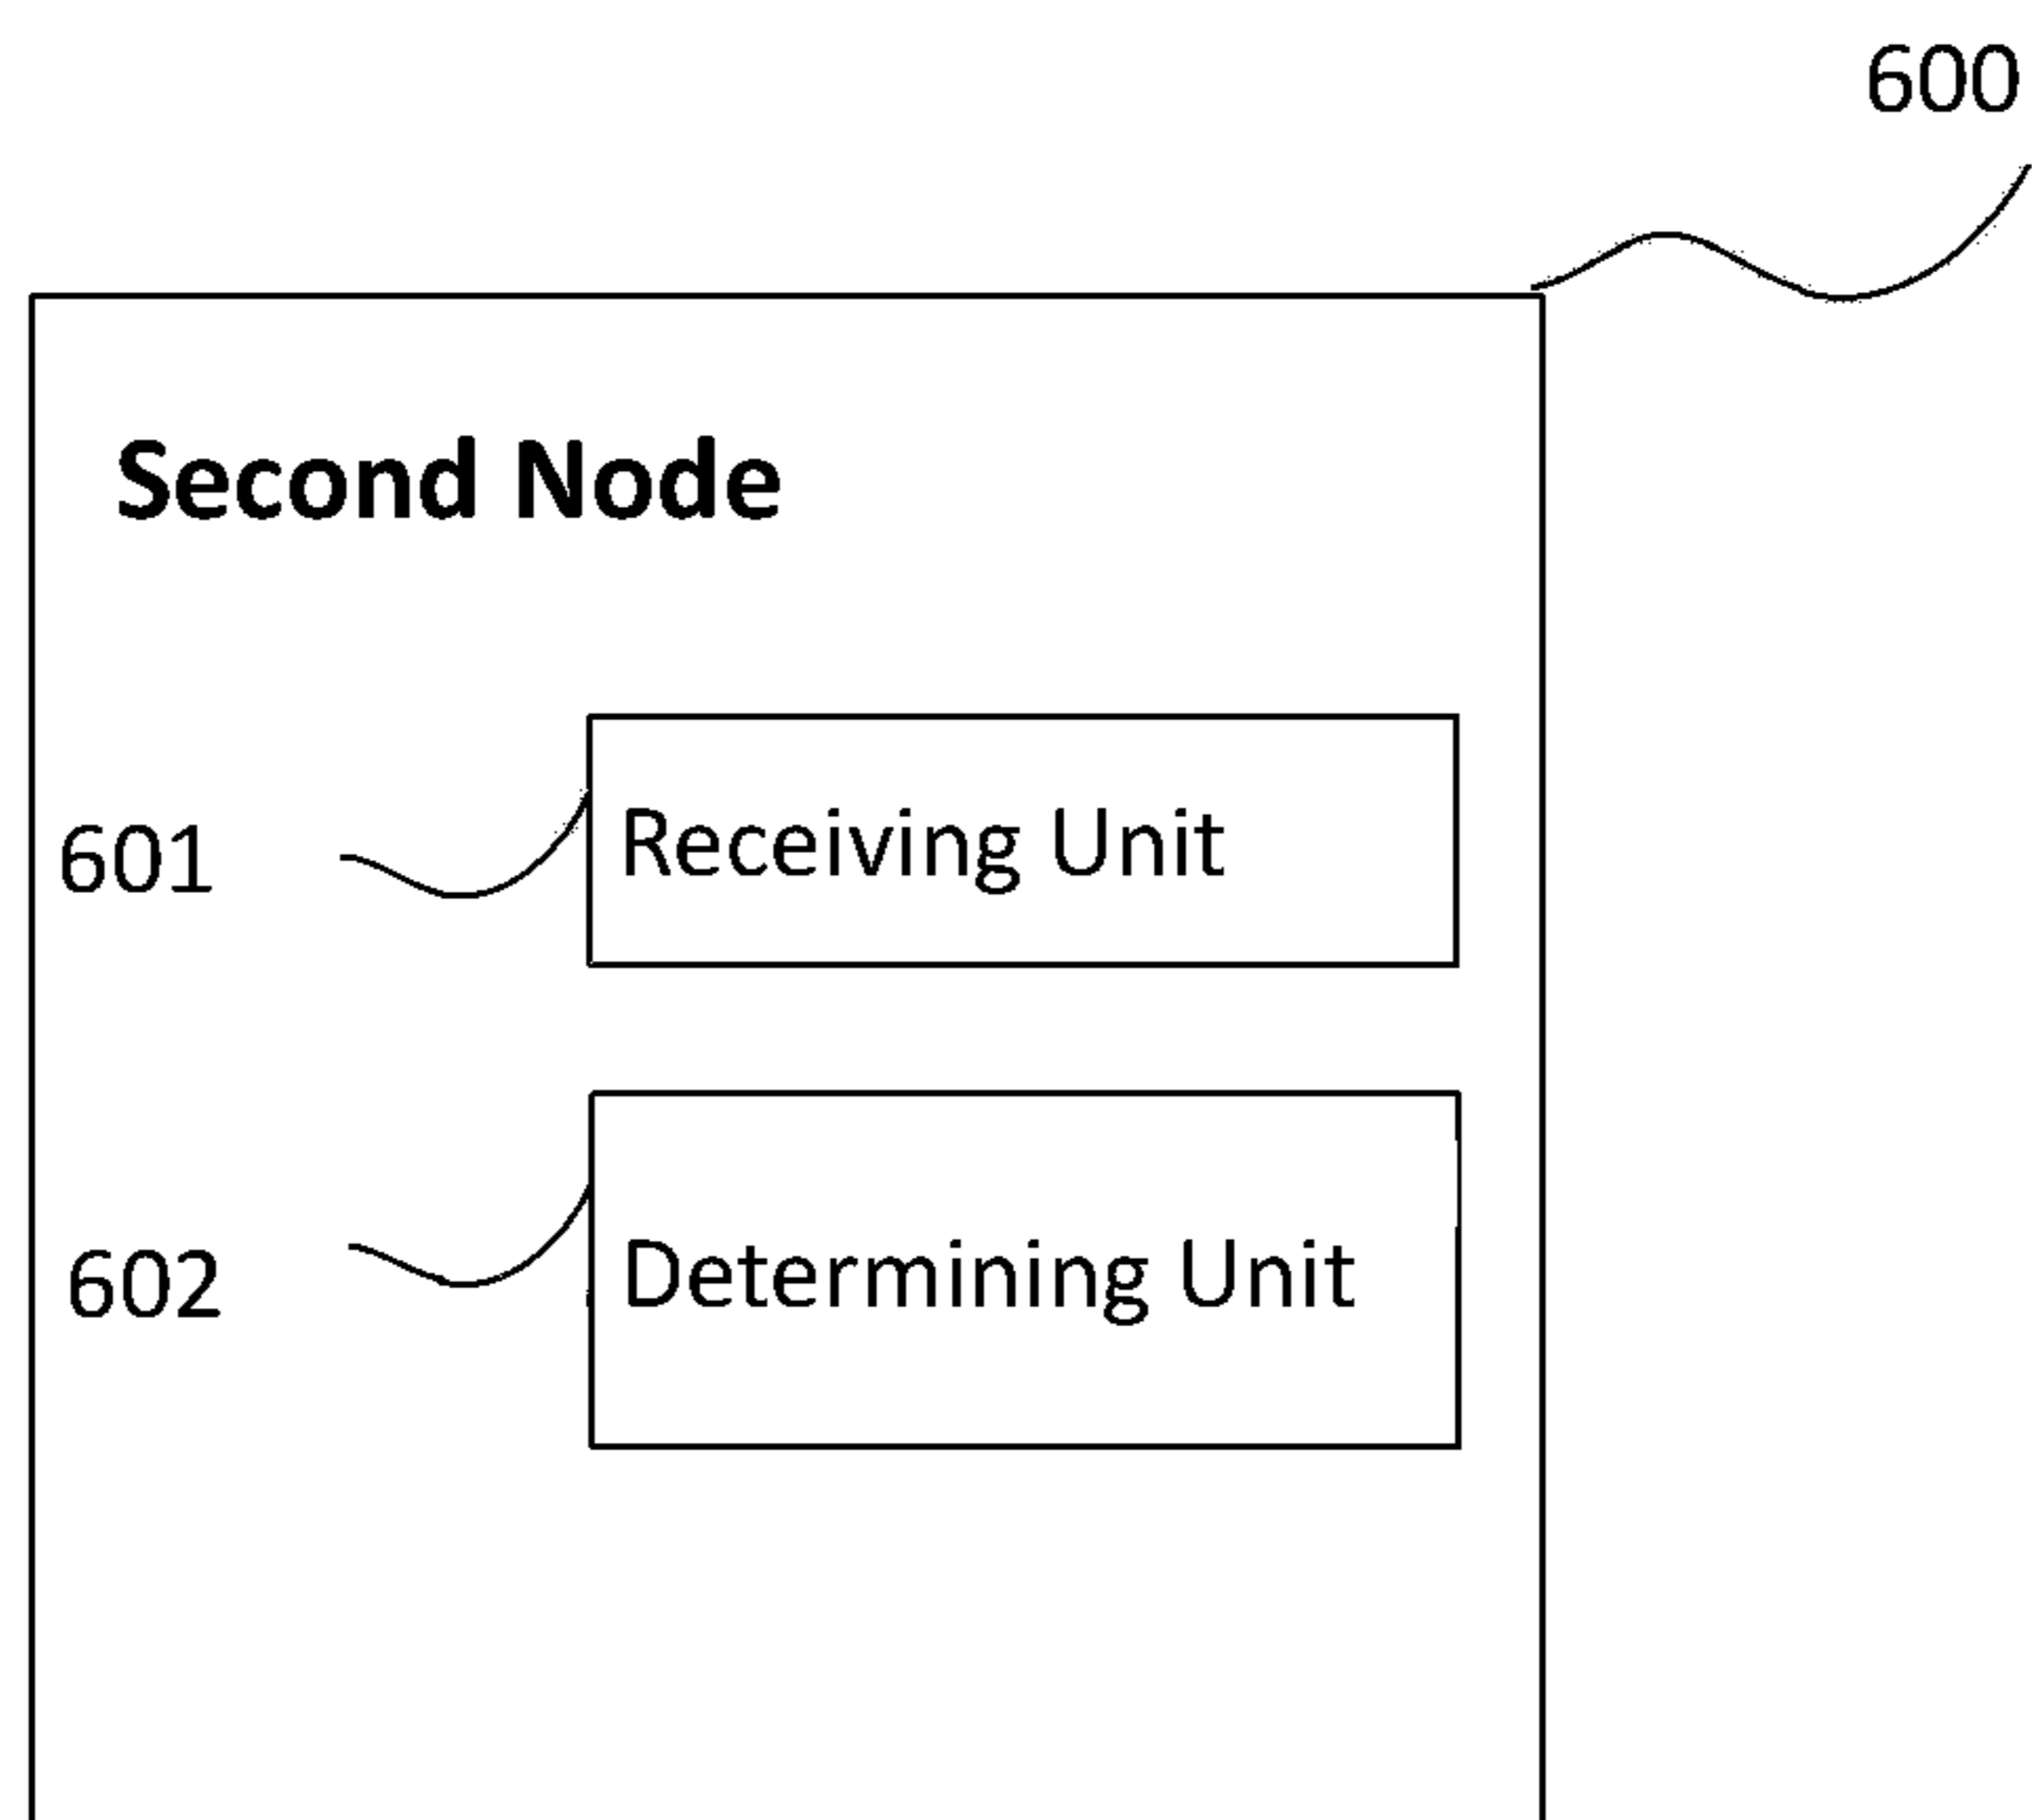 600
Second Node
601 Receiving Unit
602 Determining Unit